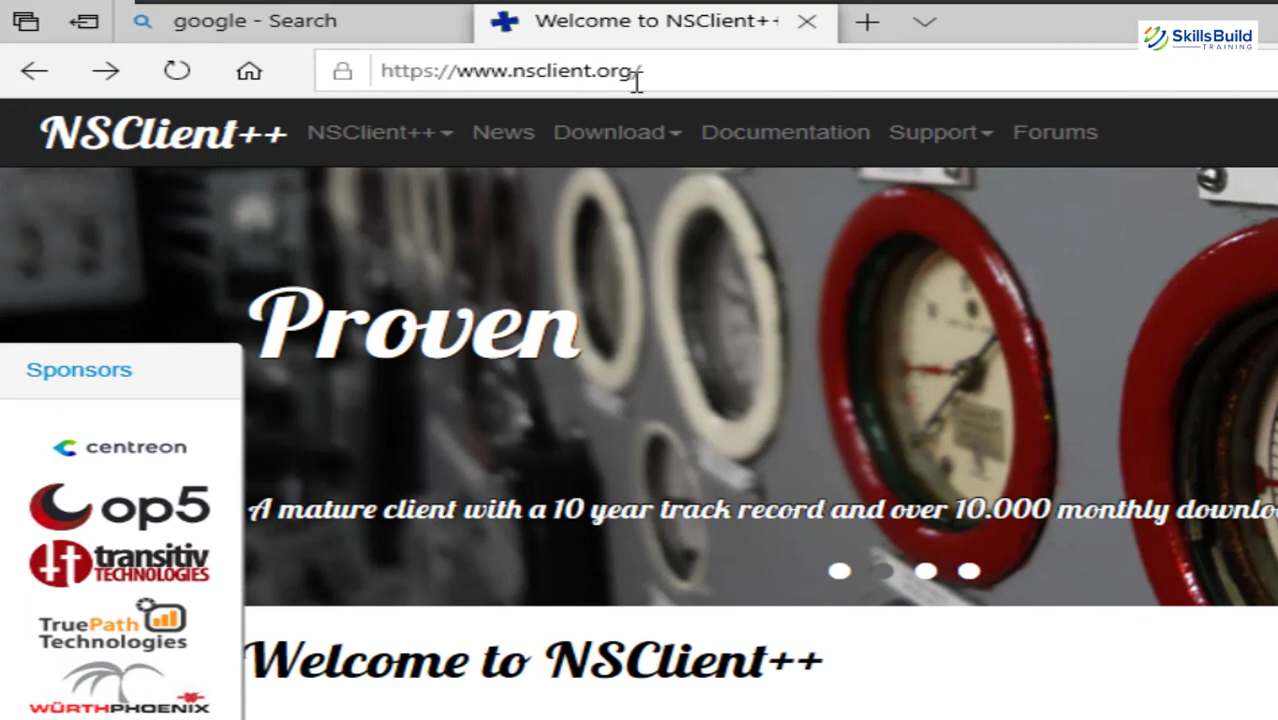 google - Search
Welcome to NSClient++
SkillsBuild
TRAINING
https://www.nsclient.org/
NSClient++
NSClient++ News Download Documentation Support Forums
Proven
Sponsors
centreon
op5
transitiv
TECHNOLOGIES
TruePath
Technologies
WÜRTHPHOENIX
A mature client with a 10 year track record and over 10.000 monthly downlo
Welcome to NSClient++